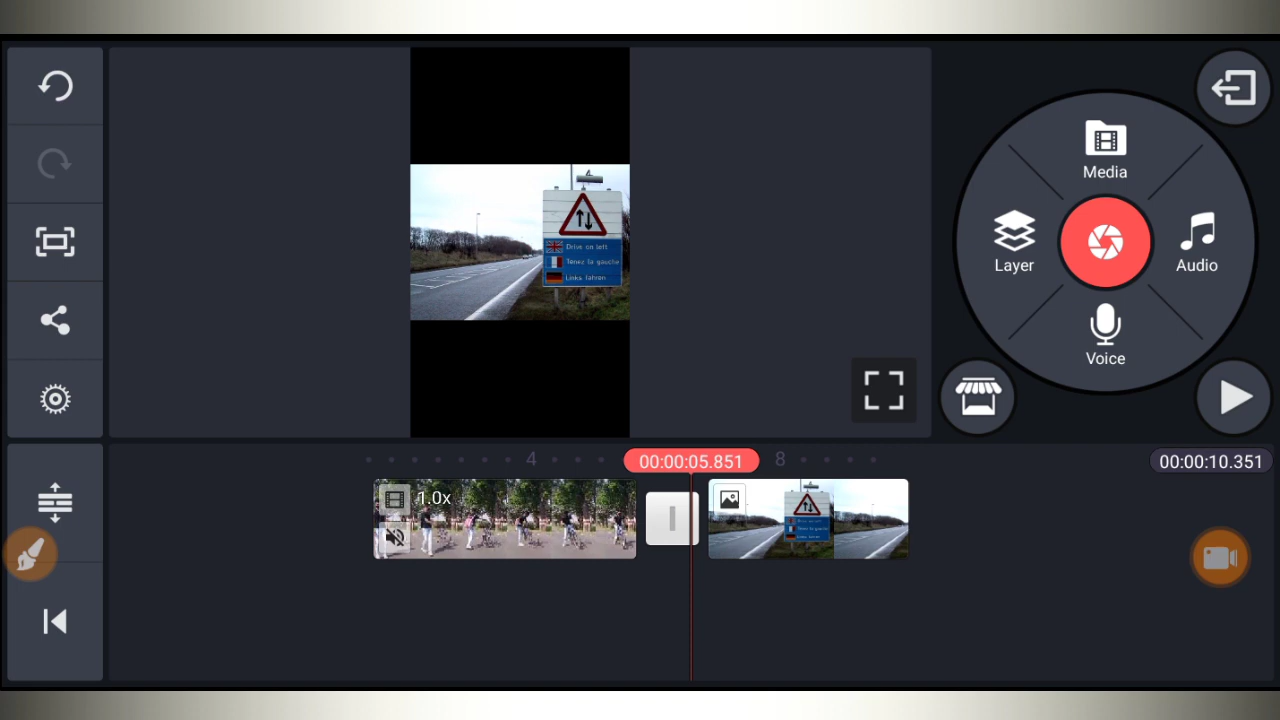 Media
Layer
Audio
Voice
Drive on left
Tenez la gauche
Links fahren
4
00:00:05.851
8
00:00:10.351
1.0x